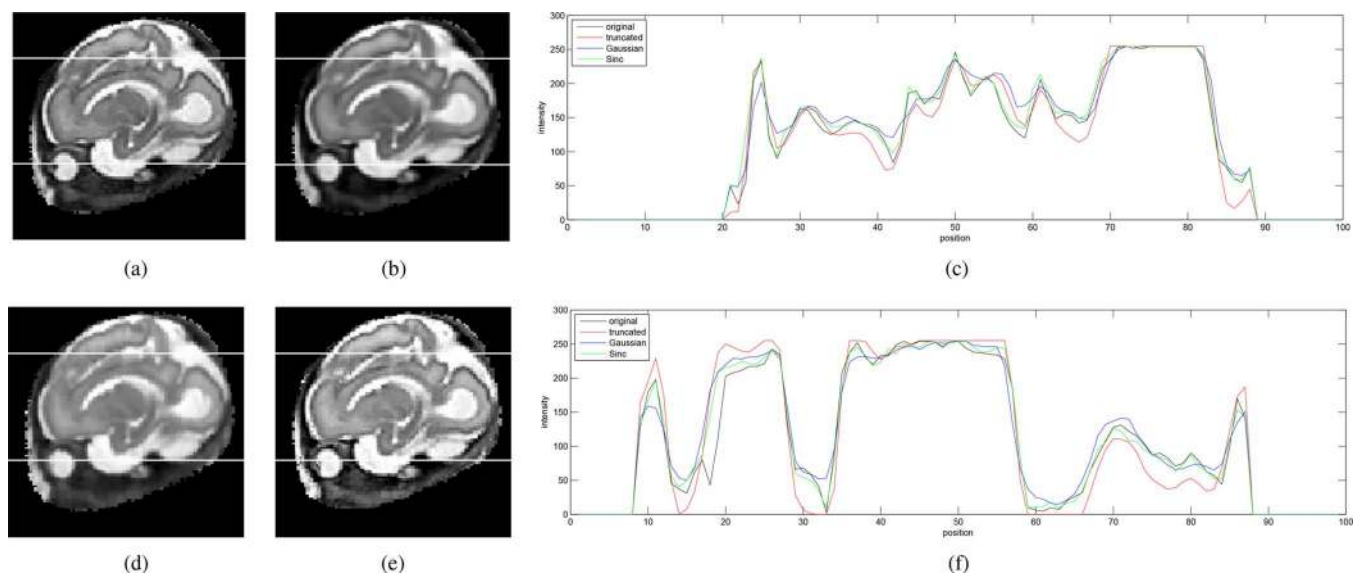 300
250
200
150
100
50
0
intensity
original
truncated
Gaussian
Sinc
0 10 20 30 40 50 60 70 80 90 100
position
(a) (b) (c)
300
250
200
150
100
50
0
intensity
original
truncated
Gaussian
Sinc
0 10 20 30 40 50 60 70 80 90 100
position
(d) (e) (f)